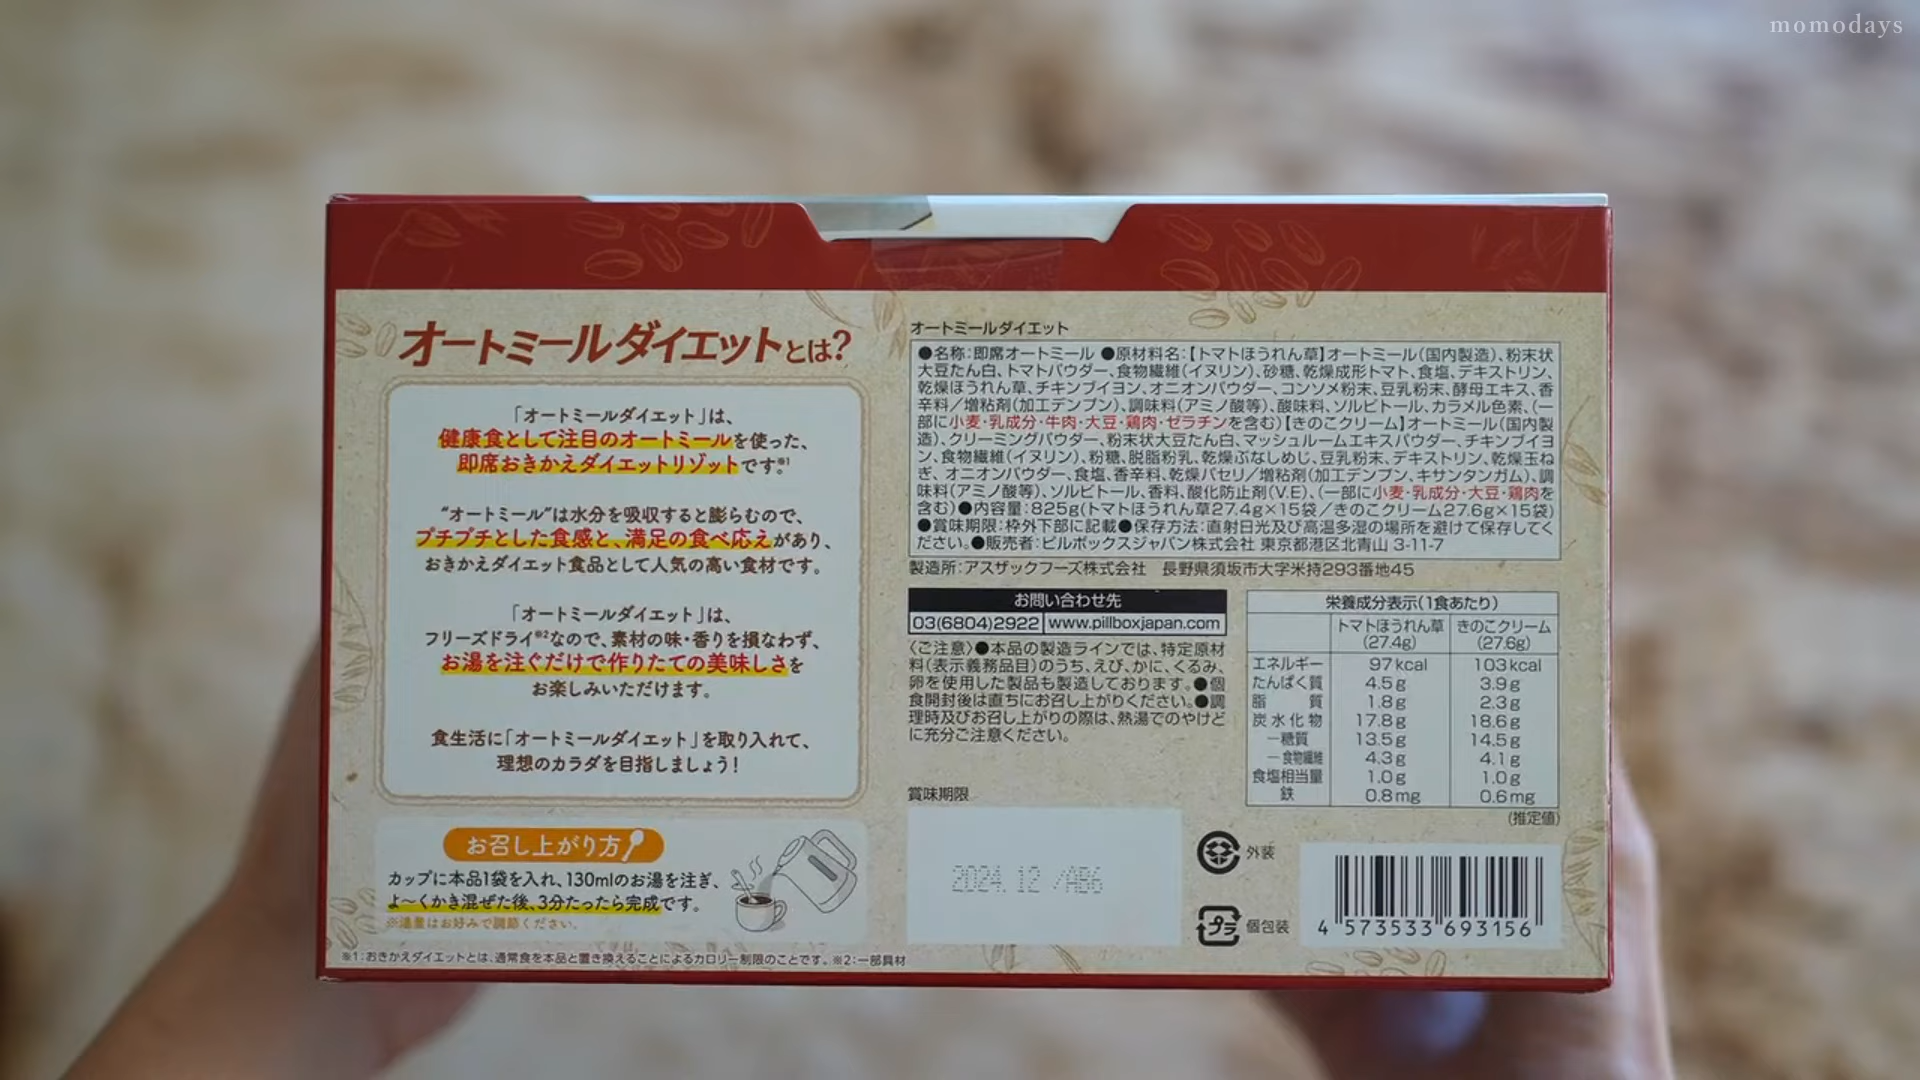 momodays
オートミールダイエットとは?
「オートミールダイエット」は、
健康食として注目のオートミールを使った、
即席おきかえダイエットリゾットです※1
"オートミール"は水分を吸収すると膨らむので、
プチプチとした食感と、満足の食べ応えがあり、
おきかえダイエット食品として人気の高い食材です。
「オートミールダイエット」は、
フリーズドライ※2なので、素材の味・香りを損なわず、
お湯を注ぐだけで作りたての美味しさを
お楽しみいただけます。
食生活に「オートミールダイエット」を取り入れて、
理想のカラダを目指しましょう!
お召し上がり方
カップに本品1袋を入れ、130mlのお湯を注ぎ、
よ〜くかき混ぜた後、3分たったら完成です。
※湯量はお好みで調節ください。
※1:おきかえダイエットとは、通常食を本品と置き換えることによるカロリー制限のことです。※2:一部具材
オートミールダイエット
●名称:即席オートミール ●原材料名:【トマトほうれん草】オートミール(国内製造)、粉末状
大豆たん白、トマトパウダー、食物繊維(イヌリン)、砂糖、乾燥成形トマト、食塩、デキストリン、
乾燥ほうれん草、チキンブイヨン、オニオンパウダー、コンソメ粉末、豆乳粉末、酵母エキス、香
辛料/増粘剤(加工デンプン)、調味料(アミノ酸等)、酸味料、ソルビトール、カラメル色素、(一
部に小麦・乳成分・牛肉・大豆・鶏肉・ゼラチンを含む)【きのこクリーム】オートミール(国内製
造)、クリーミングパウダー、粉末状大豆たん白、マッシュルームエキスパウダー、チキンブイヨ
ン、食物繊維(イヌリン)、粉糖、脱脂粉乳、乾燥ぶなしめじ、豆乳粉末、デキストリン、乾燥玉ね
ぎ、オニオンパウダー、食塩、香辛料、乾燥パセリ/増粘剤(加工デンプン、キサンタンガム)、調
味料(アミノ酸等)、ソルビトール、香料、酸化防止剤(V.E)、(一部に小麦・乳成分・大豆・鶏肉を
含む)●内容量:825g(トマトほうれん草27.4g×15袋/きのこクリーム27.6g×15袋)
●賞味期限:枠外下部に記載●保存方法:直射日光及び高温多湿の場所を避けて保存してく
ださい。●販売者:ピルボックスジャパン株式会社 東京都港区北青山 3-11-7
製造所:アスザックフーズ株式会社 長野県須坂市大字米持293番地45
お問い合わせ先
03(6804)2922 www.pillboxjapan.com
〈ご注意〉●本品の製造ラインでは、特定原材
料(表示義務品目)のうち、えび、かに、くるみ、
卵を使用した製品も製造しております。●個
食開封後は直ちにお召し上がりください。●調
理時及びお召し上がりの際は、熱湯でのやけど
に充分ご注意ください。
賞味期限
2024.12 /AB6
栄養成分表示(1食あたり)
トマトほうれん草 きのこクリーム
(27.4g) (27.6g)
エネルギー 97kcal 103kcal
たんぱく質 4.5g 3.9g
脂質 1.8g 2.3g
炭水化物 17.8g 18.6g
ー糖質 13.5g 14.5g
ー食物繊維 4.3g 4.1g
食塩相当量 1.0g 1.0g
鉄 0.8mg 0.6mg
(推定値)
外装
プラ 個包装
4 573533 693156